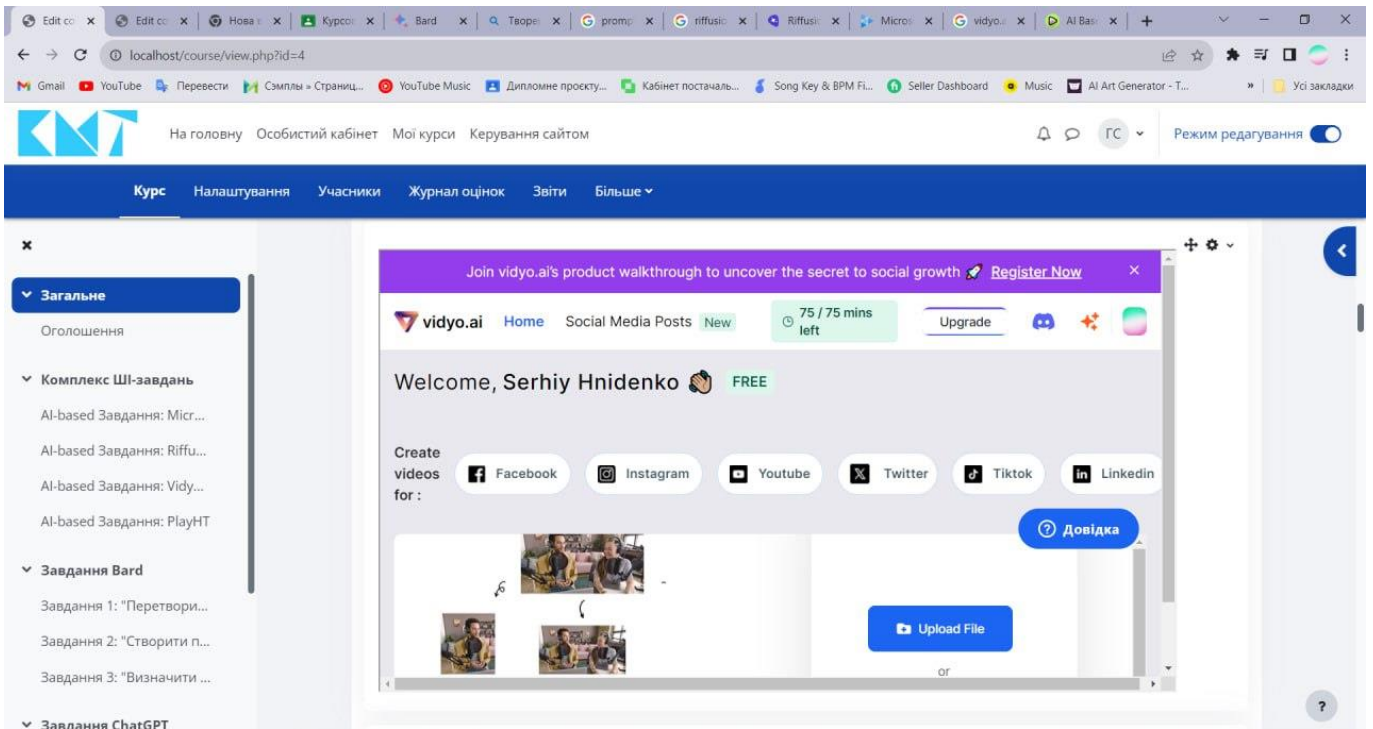 Edit co
Edit co
Нова в
Курсо
Bard
Творе
promp
riffusio
Riffusio
Micros
vidyo.a
AI Base
localhost/course/view.php?id=4
Gmail
YouTube
Перевести
Сэмплы » Страниц...
YouTube Music
Дипломне проєкту...
Кабінет постачаль...
Song Key & BPM Fi...
Seller Dashboard
Music
AI Art Generator - T...
»
Усі закладки
КМТ
На головну
Особистий кабінет
Мої курси
Керування сайтом
ГС
Режим редагування
Курс
Налаштування
Учасники
Журнал оцінок
Звіти
Більше
Загальне
Оголошення
Комплекс ШІ-завдань
AI-based Завдання: Micr...
AI-based Завдання: Riffu...
AI-based Завдання: Vidy...
AI-based Завдання: PlayHT
Завдання Bard
Завдання 1: "Перетвори...
Завдання 2: "Створити п...
Завдання 3: "Визначити ...
Завдання ChatGPT
Join vidyo.ai's product walkthrough to uncover the secret to social growth 🚀 Register Now
vidyo.ai
Home
Social Media Posts
New
75 / 75 mins
left
Upgrade
Welcome, Serhiy Hnidenko
FREE
Create
videos
for :
Facebook
Instagram
Youtube
Twitter
Tiktok
Linkedin
Довідка
Upload File
or
?